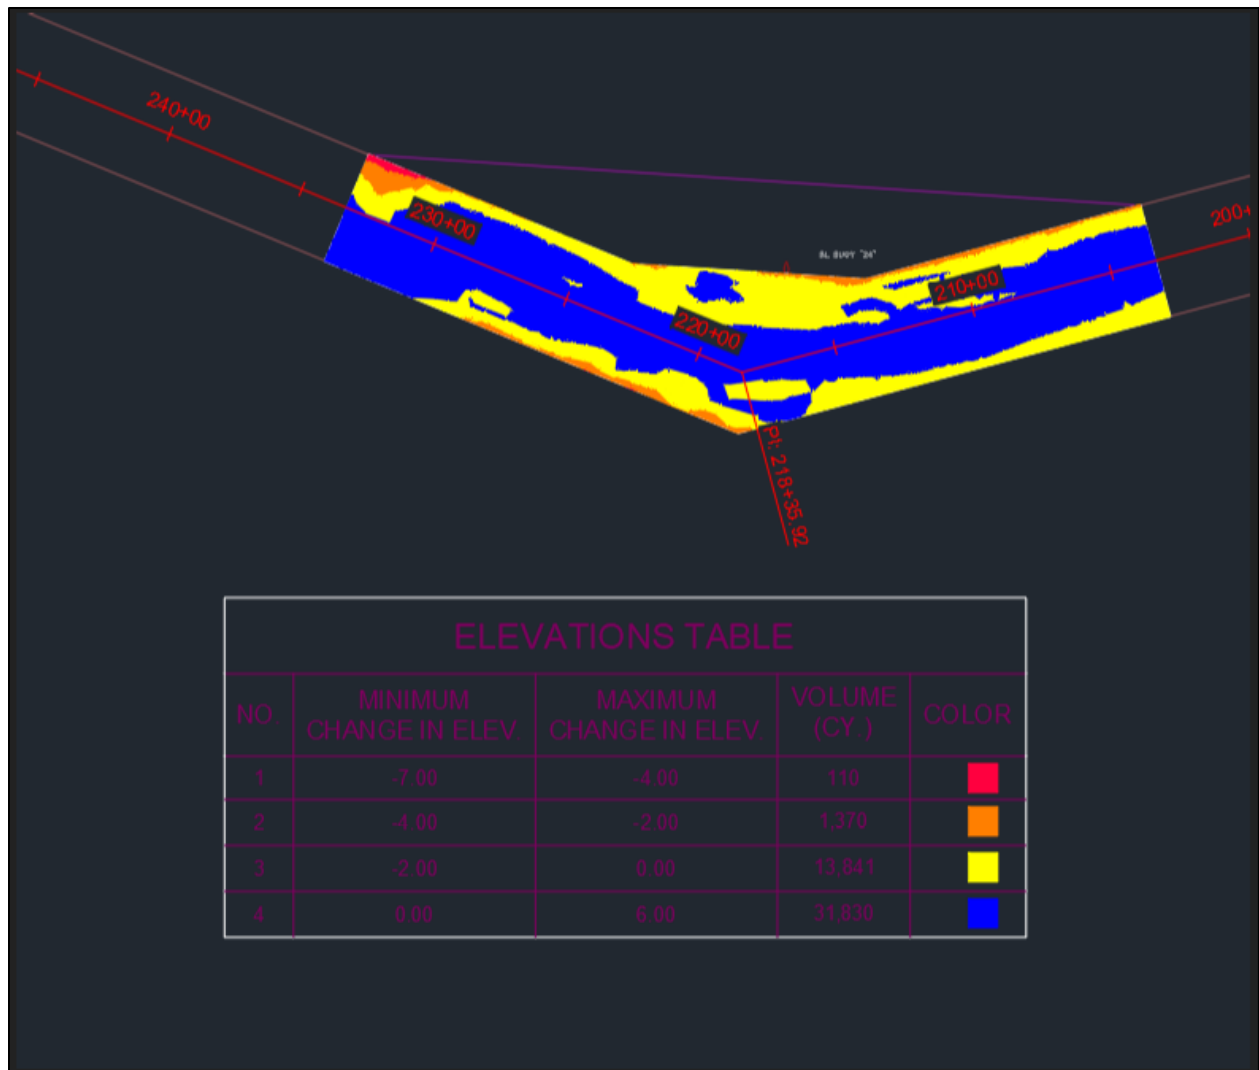 240+00
200+
230+00
210+00
220+00
PI: 218+35.92
ELEVATIONS TABLE
NO
MINIMUM
CHANGE IN ELEV
MAXIMUM
CHANGE IN ELEV
VOLUME
(CY )
COLOR
1 -7.00 -4.00 110
2 -4.00 -2.00 1,370
3 -2.00 0.00 13,841
4 0.00 6.00 31,830